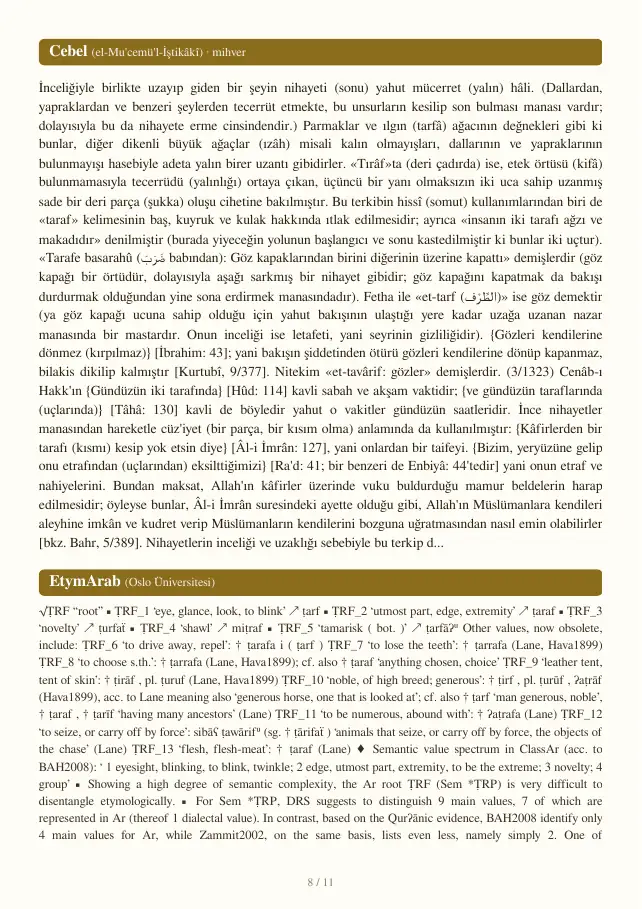 Cebel (el-Mu'cemü'l-İştikâkî) · mihver
İnceliğiyle birlikte uzayıp giden bir şeyin nihayeti (sonu) yahut mücerret (yalın) hâli. (Dallardan,
yapraklardan ve benzeri şeylerden tecerrüt etmekte, bu unsurların kesilip son bulması manası vardır;
dolayısıyla bu da nihayete erme cinsindendir.) Parmaklar ve ılgın (tarfâ) ağacının değnekleri gibi ki
bunlar, diğer dikenli büyük ağaçlar (ızâh) misali kalın olmayışları, dallarının ve yapraklarının
bulunmayışı hasebiyle adeta yalın birer uzantı gibidirler. «Tırâf»ta (deri çadırda) ise, etek örtüsü (kifâ)
bulunmamasıyla tecerrüdü (yalınlığı) ortaya çıkan, üçüncü bir yanı olmaksızın iki uca sahip uzanmış
sade bir deri parça (şukka) oluşu cihetine bakılmıştır. Bu terkibin hissî (somut) kullanımlarından biri de
«taraf» kelimesinin baş, kuyruk ve kulak hakkında ıtlak edilmesidir; ayrıca «insanın iki tarafı ağzı ve
makadıdır» denilmiştir (burada yiyeceğin yolunun başlangıcı ve sonu kastedilmiştir ki bunlar iki uçtur).
«Tarafe basarahû (ضَرَبَ babından): Göz kapaklarından birini diğerinin üzerine kapattı» demişlerdir (göz
kapağı bir örtüdür, dolayısıyla aşağı sarkmış bir nihayet gibidir; göz kapağını kapatmak da bakışı
durdurmak olduğundan yine sona erdirmek manasındadır). Fetha ile «et-tarf (الطَّرْف)» ise göz demektir
(ya göz kapağı ucuna sahip olduğu için yahut bakışının ulaştığı yere kadar uzağa uzanan nazar
manasında bir mastardır. Onun inceliği ise letafeti, yani seyrinin gizliliğidir). {Gözleri kendilerine
dönmez (kırpılmaz)} [İbrahim: 43]; yani bakışın şiddetinden ötürü gözleri kendilerine dönüp kapanmaz,
bilakis dikilip kalmıştır [Kurtubî, 9/377]. Nitekim «et-tavârif: gözler» demişlerdir. (3/1323) Cenâb-ı
Hakk'ın {Gündüzün iki tarafında} [Hûd: 114] kavli sabah ve akşam vaktidir; {ve gündüzün taraflarında
(uçlarında)} [Tâhâ: 130] kavli de böyledir yahut o vakitler gündüzün saatleridir. İnce nihayetler
manasından hareketle cüz'iyet (bir parça, bir kısım olma) anlamında da kullanılmıştır: {Kâfirlerden bir
tarafı (kısmı) kesip yok etsin diye} [Âl-i İmrân: 127], yani onlardan bir taifeyi. {Bizim, yeryüzüne gelip
onu etrafından (uçlarından) eksilttiğimizi} [Ra'd: 41; bir benzeri de Enbiyâ: 44'tedir] yani onun etraf ve
nahiyelerini. Bundan maksat, Allah'ın kâfirler üzerinde vuku buldurduğu mamur beldelerin harap
edilmesidir; öyleyse bunlar, Âl-i İmrân suresindeki ayette olduğu gibi, Allah'ın Müslümanlara kendileri
aleyhine imkân ve kudret verip Müslümanların kendilerini bozguna uğratmasından nasıl emin olabilirler
[bkz. Bahr, 5/389]. Nihayetlerin inceliği ve uzaklığı sebebiyle bu terkip d...
EtymArab (Oslo Üniversitesi)
√ṬRF “root” ▪ ṬRF_1 ‘eye, glance, look, to blink’ ↗ ṭarf ▪ ṬRF_2 ‘utmost part, edge, extremity’ ↗ ṭaraf ▪ ṬRF_3
‘novelty’ ↗ ṭurfaẗ ▪ ṬRF_4 ‘shawl’ ↗ miṭraf ▪ ṬRF_5 ‘tamarisk ( bot. )’ ↗ ṭarfāʔᵘ Other values, now obsolete,
include: ṬRF_6 ‘to drive away, repel’: † ṭarafa i ( ṭarf ) ṬRF_7 ‘to lose the teeth’: † ṭarrafa (Lane, Hava1899)
ṬRF_8 ‘to choose s.th.’: † ṭarrafa (Lane, Hava1899); cf. also † ṭaraf ‘anything chosen, choice’ ṬRF_9 ‘leather tent,
tent of skin’: † ṭirāf , pl. ṭuruf (Lane, Hava1899) ṬRF_10 ‘noble, of high breed; generous’: † ṭirf , pl. ṭurūf , ʔaṭrāf
(Hava1899), acc. to Lane meaning also ‘generous horse, one that is looked at’; cf. also † ṭarf ‘man generous, noble’,
† ṭaraf , † ṭarīf ‘having many ancestors’ (Lane) ṬRF_11 ‘to be numerous, abound with’: † ʔaṭrafa (Lane) ṬRF_12
‘to seize, or carry off by force’: sibāʕ ṭawārifᵘ (sg. † ṭārifaẗ ) ‘animals that seize, or carry off by force, the objects of
the chase’ (Lane) ṬRF_13 ‘flesh, flesh-meat’: † ṭaraf (Lane) ♦ Semantic value spectrum in ClassAr (acc. to
BAH2008): ‘ 1 eyesight, blinking, to blink, twinkle; 2 edge, utmost part, extremity, to be the extreme; 3 novelty; 4
group’ ▪ Showing a high degree of semantic complexity, the Ar root ṬRF (Sem *ṬRP) is very difficult to
disentangle etymologically. ▪ For Sem *ṬRP, DRS suggests to distinguish 9 main values, 7 of which are
represented in Ar (thereof 1 dialectal value). In contrast, based on the Qurʔānic evidence, BAH2008 identify only
4 main values for Ar, while Zammit2002, on the same basis, lists even less, namely simply 2. One of
8 / 11